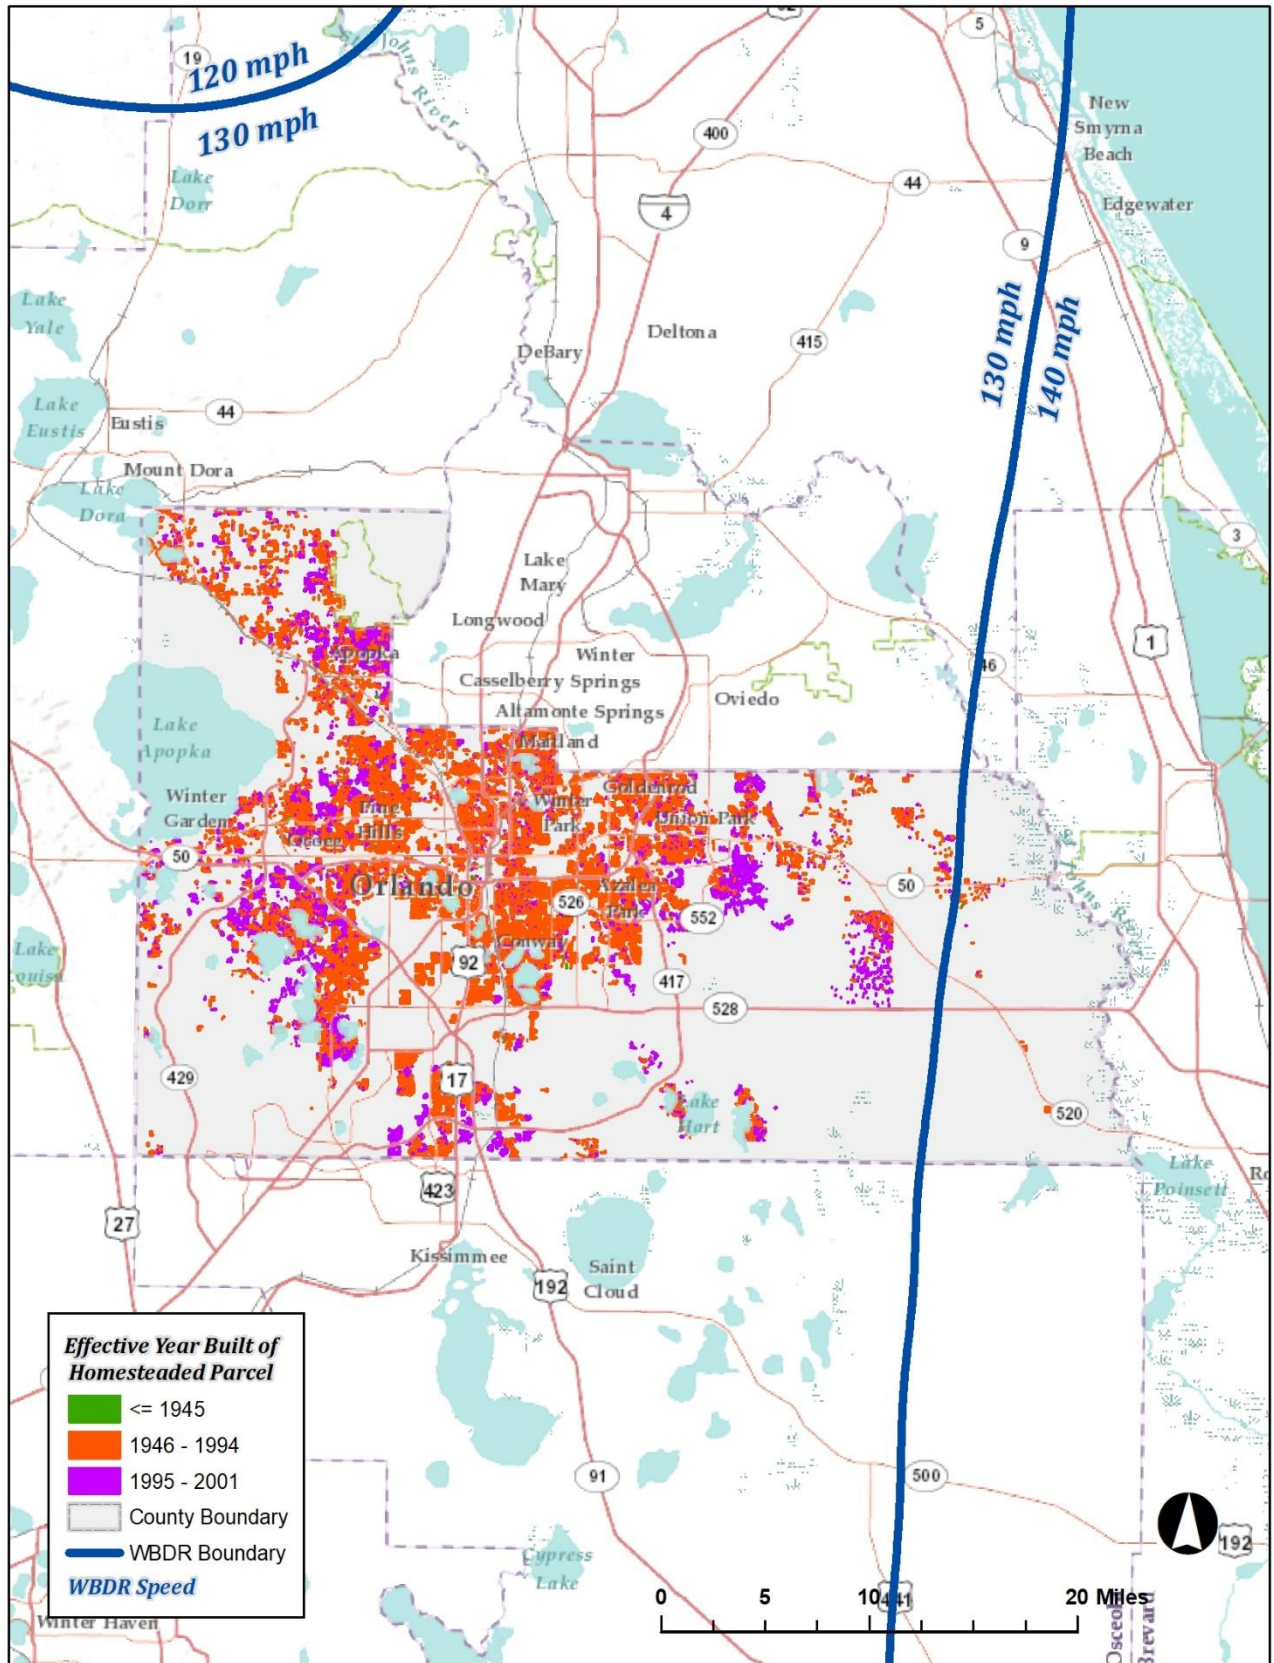 5
19
St. Johns River
120 mph
130 mph
New
Smyrna
Beach
400
Lake
Dorr
44
Edgewater
4
9
Lake
Yale
130 mph
140 mph
Deltona
415
DeBary
Lake
Eustis
44
Eustis
Mount Dora
Lake
Dora
3
Lake
Mary
Longwood
1
Apopka
Winter
46
Casselberry Springs
Oviedo
Altamonte Springs
Lake
Apopka
Maitland
Goldenrod
Winter
Garden
Pine
Hills
Winter
Park
Union Park
Ocoee
50
Orlando
Azalea
Park
50
526
552
Johns River
Conway
Lake
92
417
528
429
17
Lake
Hart
520
Lake
Poinsett
423
27
Kissimmee
Saint
Cloud
192
Effective Year Built of
Homesteaded Parcel
<= 1945
1946 - 1994
1995 - 2001
County Boundary
WBDR Boundary
WBDR Speed
91
500
192
Cypress
Lake
0 5 10 20 Miles
441
Winter Haven
Brevard